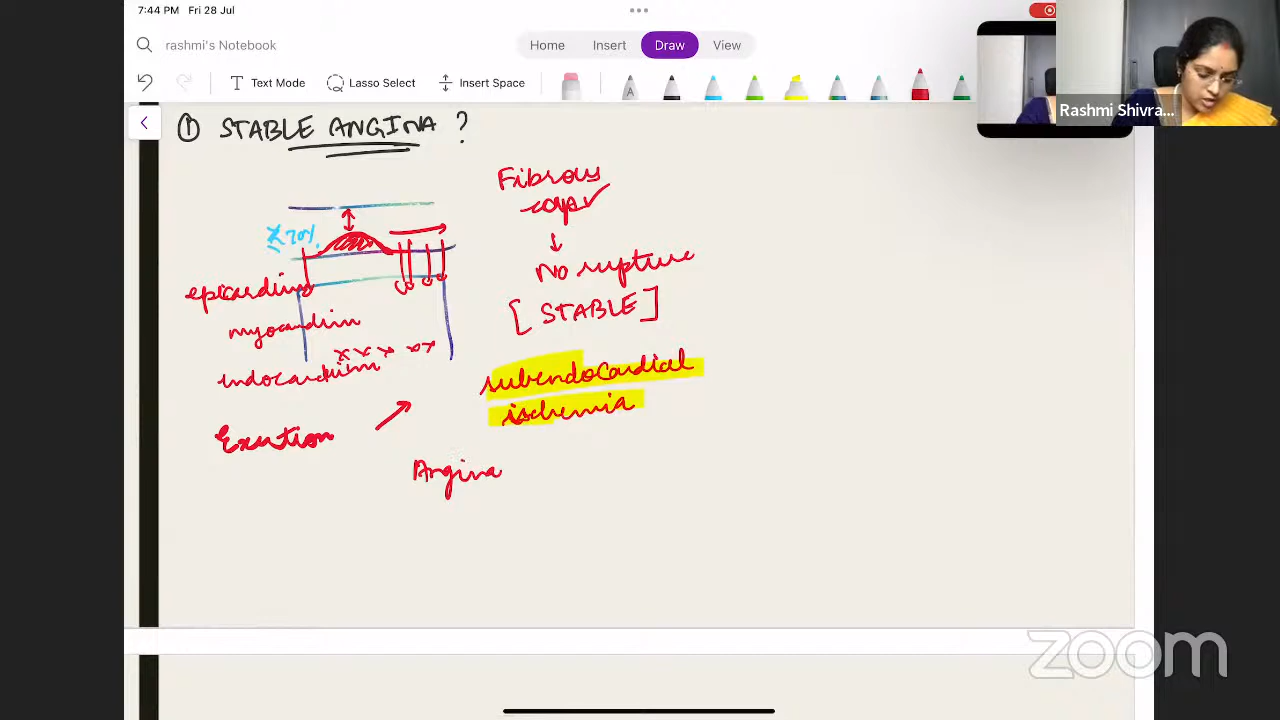 7:44 PM Fri 28 Jul
rashmi's Notebook
Home Insert Draw View
Text Mode Lasso Select Insert Space
A
Rashmi Shivra...
① STABLE ANGINA ?
Fibrous
cap
↓
No rupture
[STABLE]
70%
epicardium
myocardium
endocardium
x x x x x
subendocardial
ischemia
Exertion
Angina
zoom